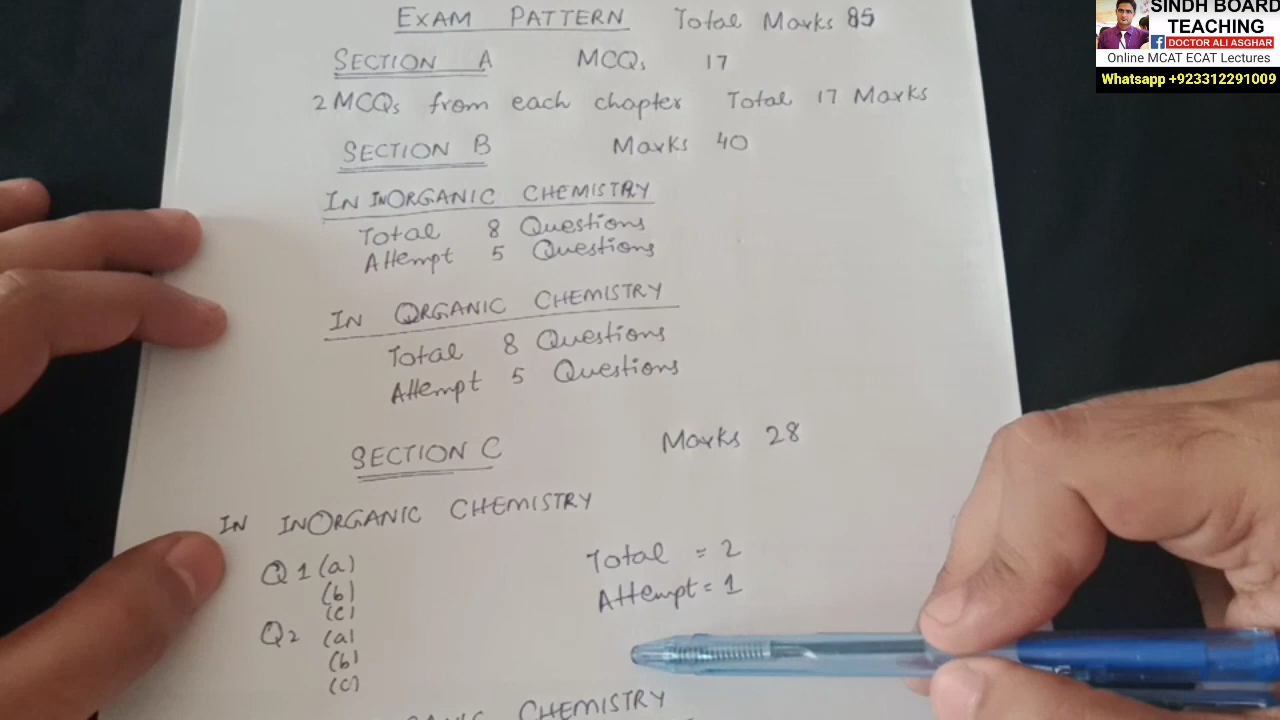 EXAM PATTERN Total Marks 85
SECTION A MCQs 17
2 MCQs from each chapter Total 17 Marks
SECTION B Marks 40
IN INORGANIC CHEMISTRY
Total 8 Questions
Attempt 5 Questions
IN ORGANIC CHEMISTRY
Total 8 Questions
Attempt 5 Questions
SECTION C Marks 28
IN INORGANIC CHEMISTRY
Q1 (a) Total = 2
(b) Attempt = 1
(c)
Q2 (a)
(b)
(c)
CHEMISTRY
SINDH BOARD
TEACHING
DOCTOR ALI ASGHAR
Online MCAT ECAT Lectures
Whatsapp +923312291009